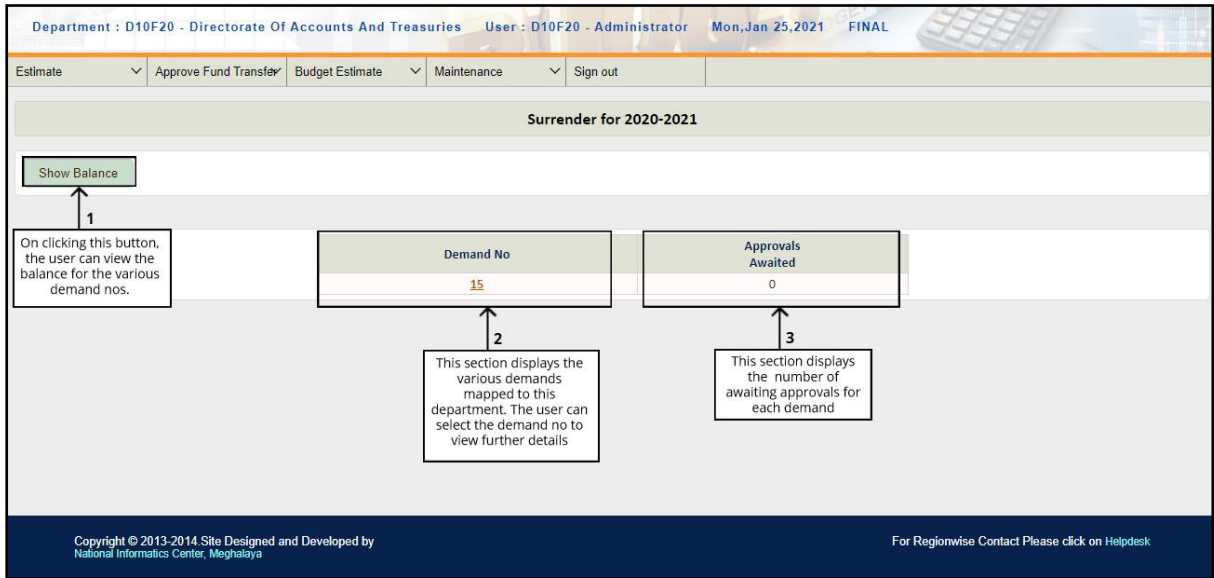 Department : D10F20 - Directorate Of Accounts And Treasuries User : D10F20 - Administrator Mon,Jan 25,2021 FINAL
Estimate Approve Fund Transfer Budget Estimate Maintenance Sign out
Surrender for 2020-2021
Show Balance
1
On clicking this button,
the user can view the
balance for the various
demand nos.
Demand No
15
Approvals
Awaited
0
2
This section displays the
various demands
mapped to this
department. The user can
select the demand no to
view further details
3
This section displays
the number of
awaiting approvals for
each demand
Copyright © 2013-2014.Site Designed and Developed by
National Informatics Center, Meghalaya
For Regionwise Contact Please click on Helpdesk